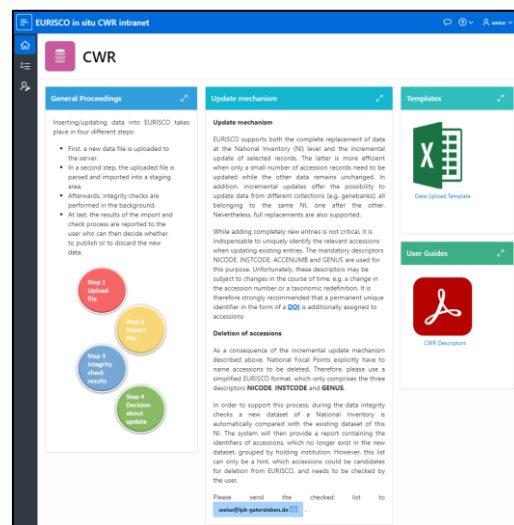 EURISCO in situ CWR intranet
weise
CWR
General Proceedings
Inserting/updating data into EURISCO takes
place in four different steps:
First, a new data file is uploaded to
the server.
In a second step, the uploaded file is
parsed and imported into a staging
area.
Afterwards, integrity checks are
performed in the background.
At last, the results of the import and
check process are reported to the
user who can then decide whether
to publish or to discard the new
data.
Step 1
Upload
file
Step 2
Import
File
Step 3
Integrity
check
results
Step 4
Decision
about
update
Update mechanism
Update mechanism
EURISCO supports both the complete replacement of data
at the National Inventory (NI) level and the incremental
update of selected records. The latter is more efficient
when only a small number of accession records need to be
updated while the other data remains unchanged. In
addition, incremental updates offer the possibility to
update data from different collections (e.g. genebanks), all
belonging to the same NI, one after the other.
Nevertheless, full replacements are also supported.
While adding completely new entries is not critical, it is
indispensable to uniquely identify the relevant accessions
when updating existing entries. The mandatory descriptors
NICODE, INSTCODE, ACCENUMB and GENUS are used for
this purpose. Unfortunately, these descriptors may be
subject to change in the course of time, e.g. a change in
the accession number or a taxonomic redefinition. It is
therefore strongly recommended that a permanent unique
identifier in the form of a DOI is additionally assigned to
accessions
Deletion of accessions
As a consequence of the incremental update mechanism
described above, National Focal Points explicitly have to
name accessions to be deleted. Therefore, please use a
simplified EURISCO format, which only comprises the three
descriptors NICODE, INSTCODE and GENUS.
In order to support this process, during the data integrity
checks a new dataset of a National Inventory is
automatically compared with the existing dataset of this
NI. The system will then provide a report containing the
identifiers of accessions, which no longer exist in the new
dataset, grouped by holding institution. However, this list
can only be a hint, which accessions could be candidates
for deletion from EURISCO, and needs to be checked by
the user.
Please send the checked list to
weise@ipk-gatersleben.de .
Templates
X
Data Upload Template
User Guides
CWR Descriptors